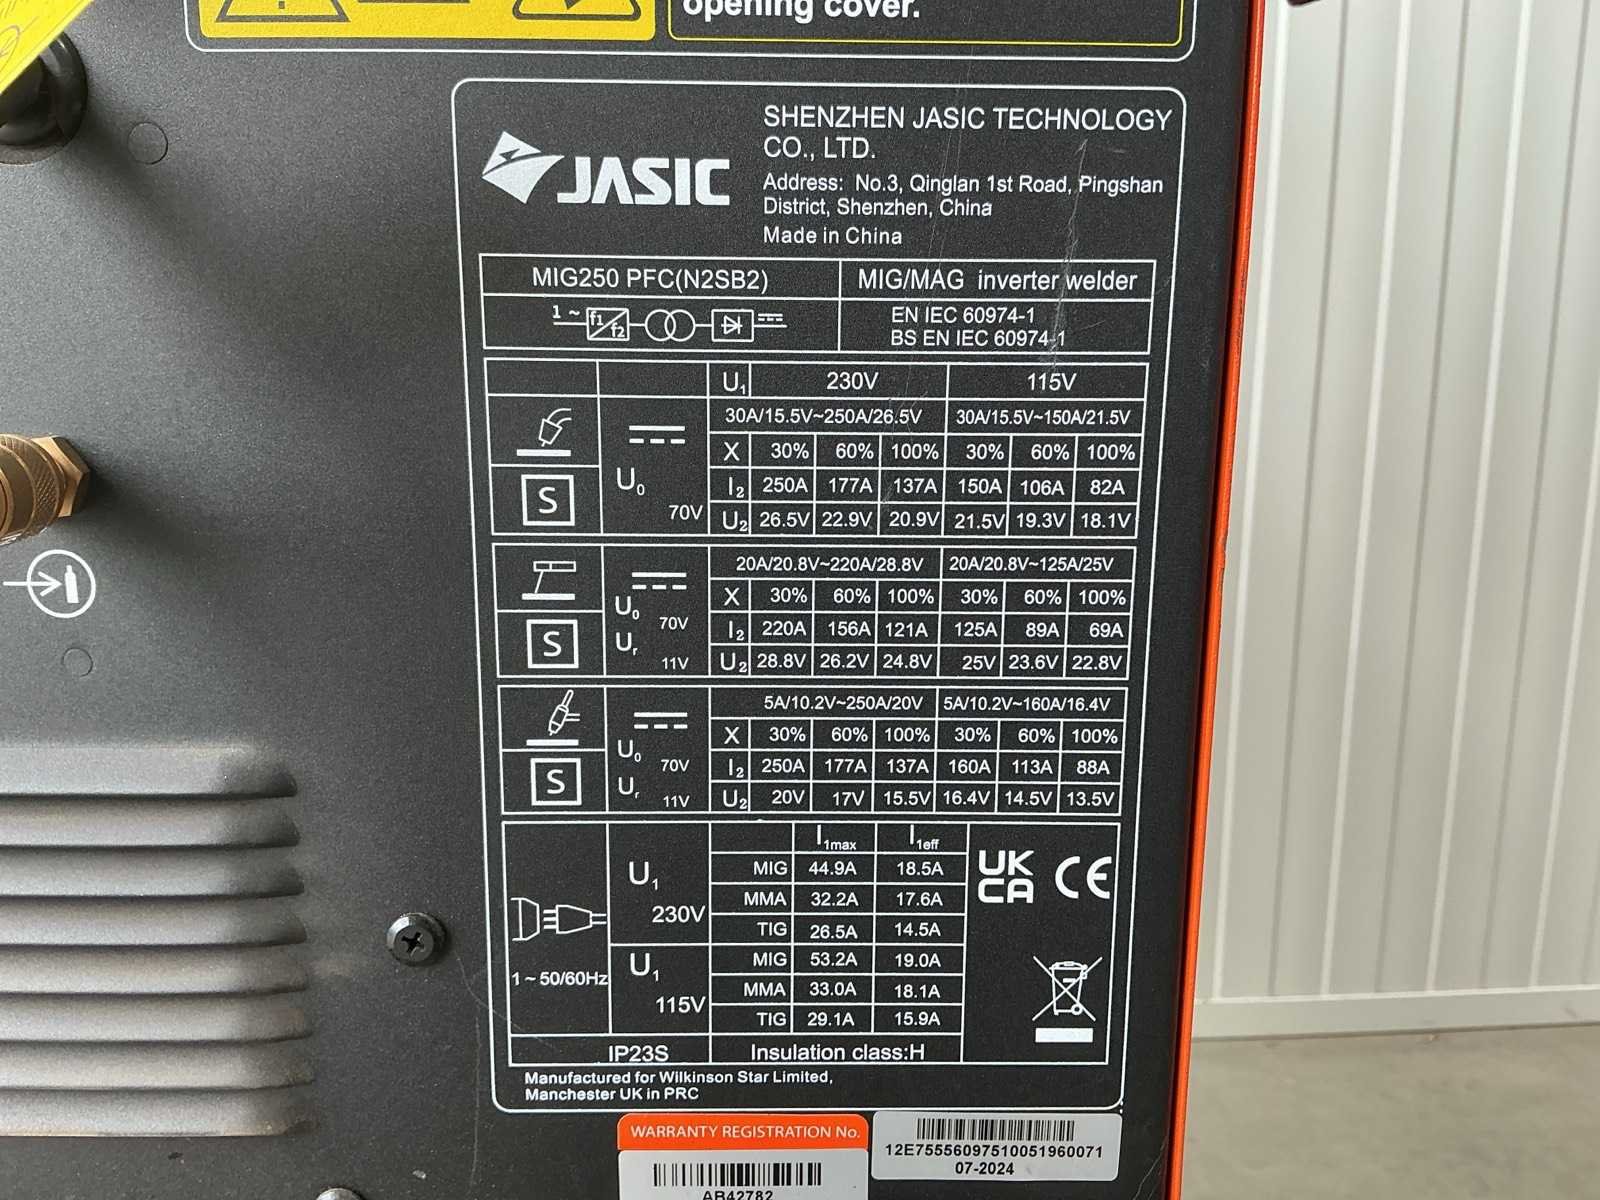 opening cover.
JASIC
SHENZHEN JASIC TECHNOLOGY
CO., LTD.
Address: No.3, Qinglan 1st Road, Pingshan
District, Shenzhen, China
Made in China
MIG250 PFC(N2SB2) MIG/MAG inverter welder
1 ~ f1 f2 EN IEC 60974-1
BS EN IEC 60974-1
U1 230V 115V
30A/15.5V~250A/26.5V 30A/15.5V~150A/21.5V
X 30% 60% 100% 30% 60% 100%
S U0 70V I2 250A 177A 137A 150A 106A 82A
U2 26.5V 22.9V 20.9V 21.5V 19.3V 18.1V
20A/20.8V~220A/28.8V 20A/20.8V~125A/25V
X 30% 60% 100% 30% 60% 100%
S U0 70V I2 220A 156A 121A 125A 89A 69A
Ur 11V U2 28.8V 26.2V 24.8V 25V 23.6V 22.8V
5A/10.2V~250A/20V 5A/10.2V~160A/16.4V
X 30% 60% 100% 30% 60% 100%
S U0 70V I2 250A 177A 137A 160A 113A 88A
Ur 11V U2 20V 17V 15.5V 16.4V 14.5V 13.5V
I1max I1eff
U1 230V MIG 44.9A 18.5A
MMA 32.2A 17.6A
TIG 26.5A 14.5A
1 ~ 50/60Hz U1 115V MIG 53.2A 19.0A
MMA 33.0A 18.1A
TIG 29.1A 15.9A
UK
CA CE
IP23S Insulation class:H
Manufactured for Wilkinson Star Limited,
Manchester UK in PRC
WARRANTY REGISTRATION No.
AB42782
12E75556097510051960071
07-2024